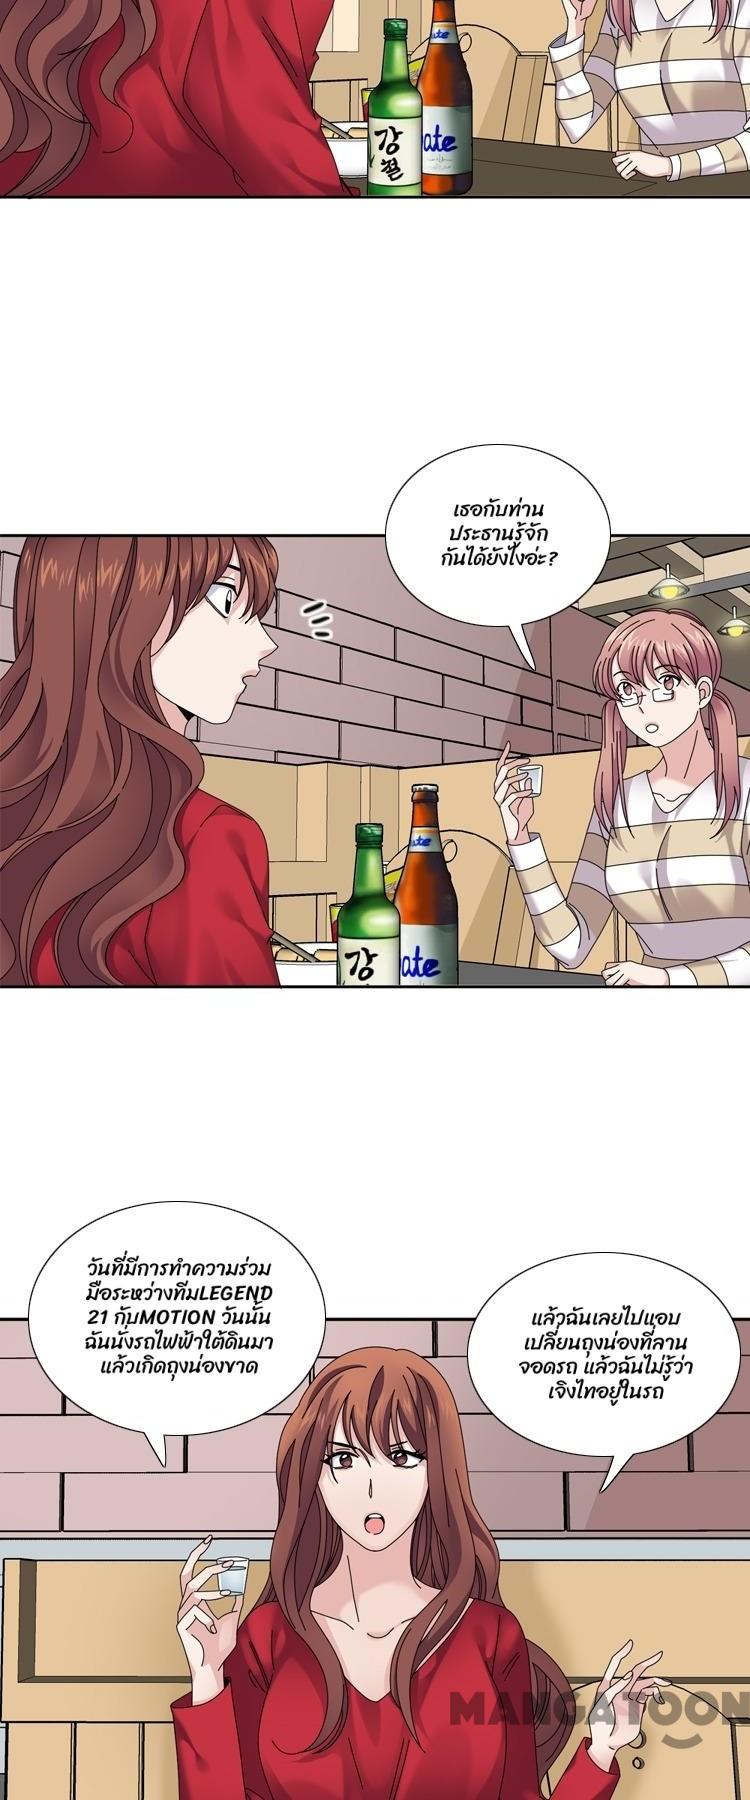 강
철
ate
เธอกับท่าน
ประธานรู้จัก
กันได้ยังไงอ่ะ?
강
ate
วันที่มีการทำความร่วม
มือระหว่างทีมLEGEND
21 กับMOTION วันนั้น
ฉันนั่งรถไฟฟ้าใต้ดินมา
แล้วเกิดถุงน่องขาด
แล้วฉันเลยไปแอบ
เปลี่ยนถุงน่องที่ลาน
จอดรถ แล้วฉันไม่รู้ว่า
เจิงไทอยู่ในรถ
MANGATOON